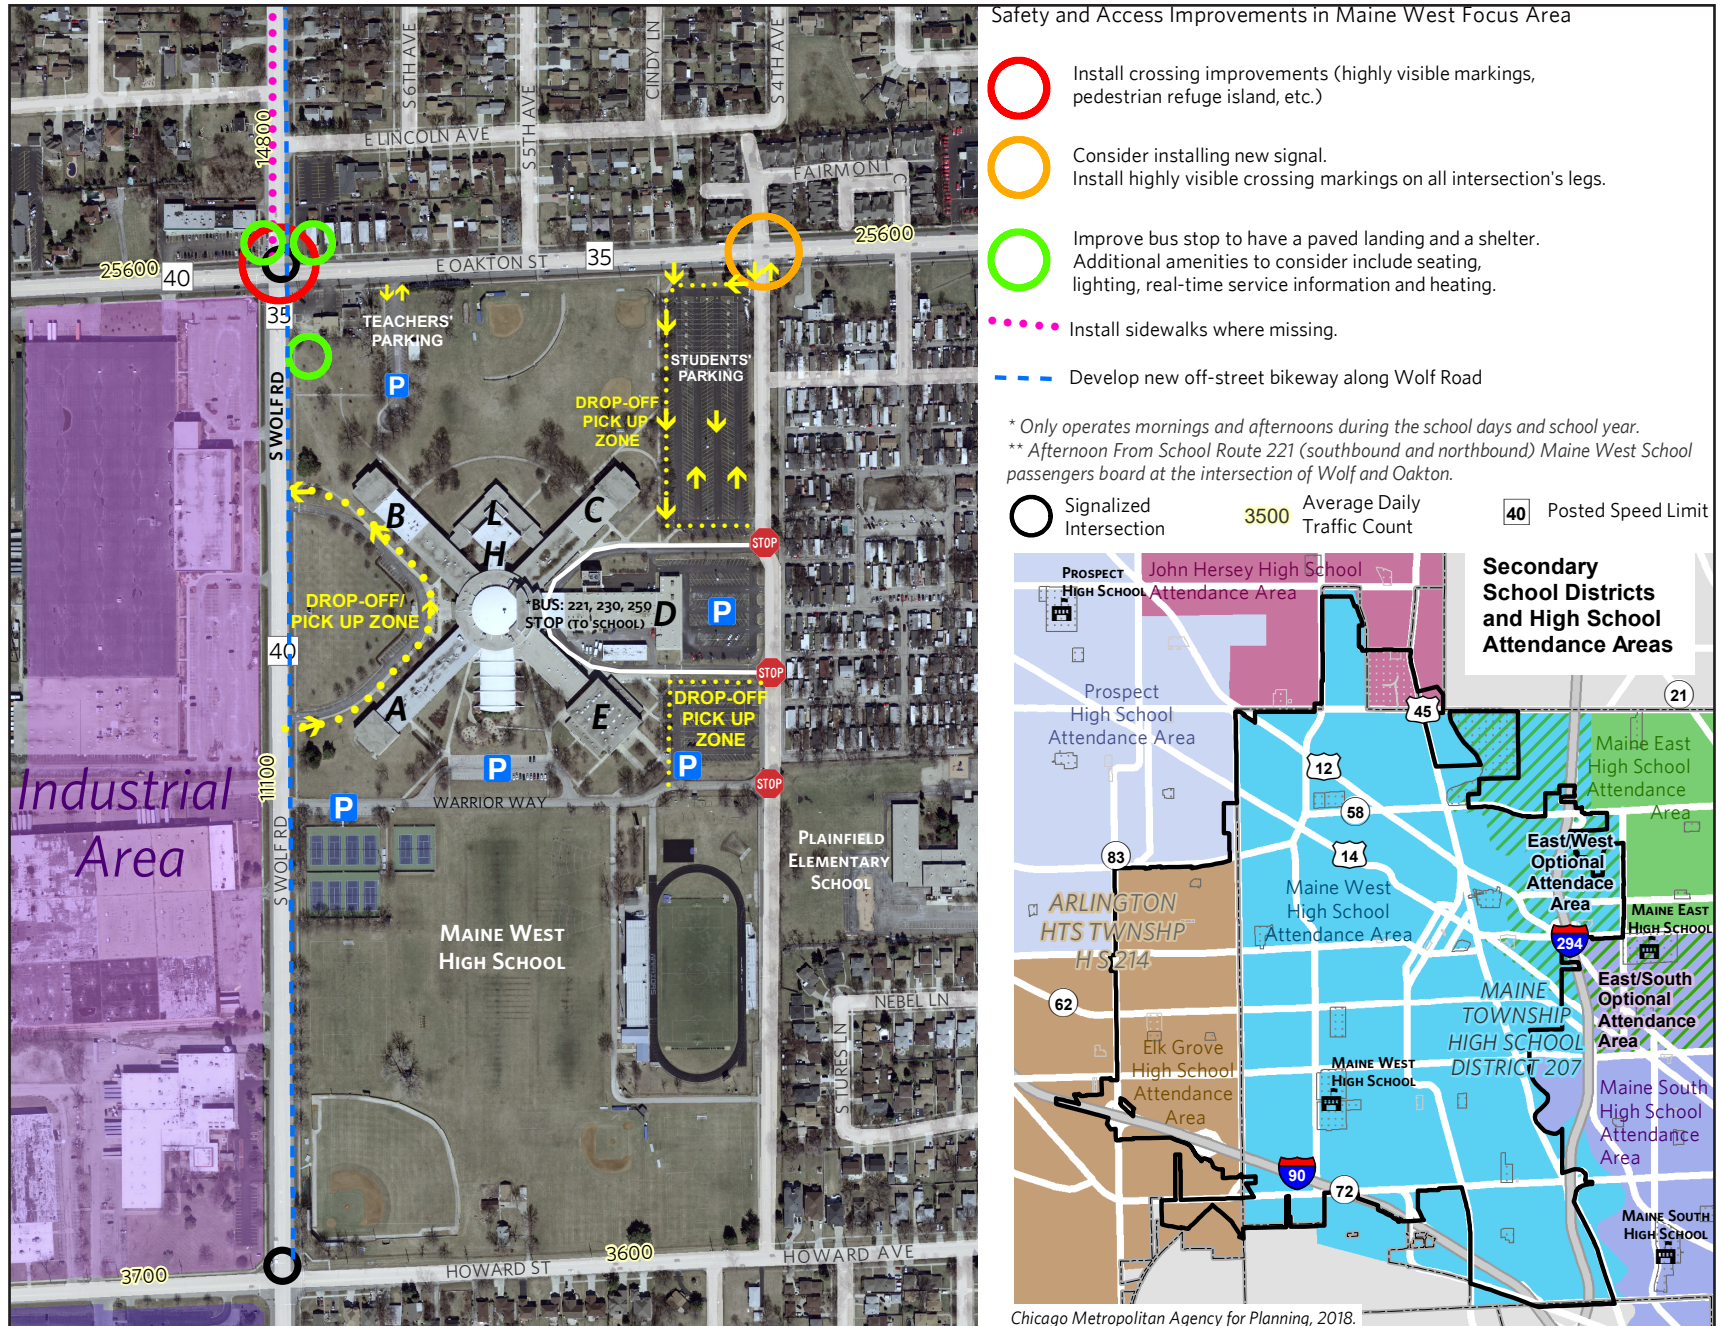 S 6TH AVE
S 5TH AVE
CINDY LN
S 4TH AVE
14800
E LINCOLN AVE
FAIRMONT
CT
25600
E OAKTON ST
35
25600
40
35
TEACHERS'
PARKING
P
STUDENTS'
PARKING
DROP-OFF
PICK UP
ZONE
S WOLF RD
B
L
H
C
STOP
DROP-OFF/
PICK UP ZONE
*BUS: 221, 230, 250
STOP (TO SCHOOL)
D
P
40
STOP
A
E
DROP-OFF
PICK UP
ZONE
P
P
STOP
11100
Industrial
Area
P
WARRIOR WAY
S WOLF RD
PLAINFIELD
ELEMENTARY
SCHOOL
MAINE WEST
HIGH SCHOOL
NEBEL LN
S STURES LN
3600
HOWARD AVE
HOWARD ST
3700
Safety and Access Improvements in Maine West Focus Area
Install crossing improvements (highly visible markings,
pedestrian refuge island, etc.)
Consider installing new signal.
Install highly visible crossing markings on all intersection's legs.
Improve bus stop to have a paved landing and a shelter.
Additional amenities to consider include seating,
lighting, real-time service information and heating.
Install sidewalks where missing.
Develop new off-street bikeway along Wolf Road
* Only operates mornings and afternoons during the school days and school year.
** Afternoon From School Route 221 (southbound and northbound) Maine West School
passengers board at the intersection of Wolf and Oakton.
Signalized
Intersection
3500
Average Daily
Traffic Count
40
Posted Speed Limit
Secondary
School Districts
and High School
Attendance Areas
PROSPECT
HIGH SCHOOL
John Hersey High School
Attendance Area
Prospect
High School
Attendance Area
21
45
12
Maine East
High School
Attendance
Area
58
14
83
East/West
Optional
Attendace
Area
ARLINGTON
HTS TWNSHP
H S 214
Maine West
High School
Attendance Area
MAINE EAST
HIGH SCHOOL
294
62
East/South
Optional
Attendance
Area
MAINE
TOWNSHIP
HIGH SCHOOL
DISTRICT 207
Elk Grove
High School
Attendance
Area
MAINE WEST
HIGH SCHOOL
Maine South
High School
Attendance
Area
90
72
MAINE SOUTH
HIGH SCHOOL
Chicago Metropolitan Agency for Planning, 2018.